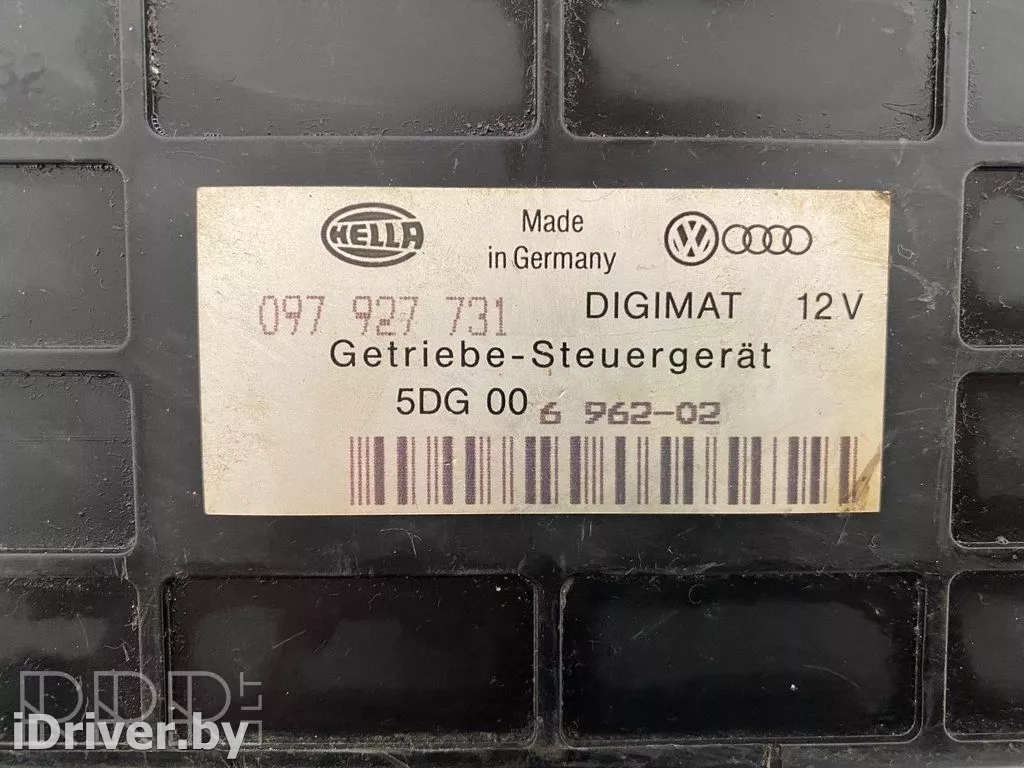 HELLA
Made
in Germany
097 927 731
DIGIMAT 12 V
Getriebe-Steuergerät
5DG 00 6 962-02
iDriver.by